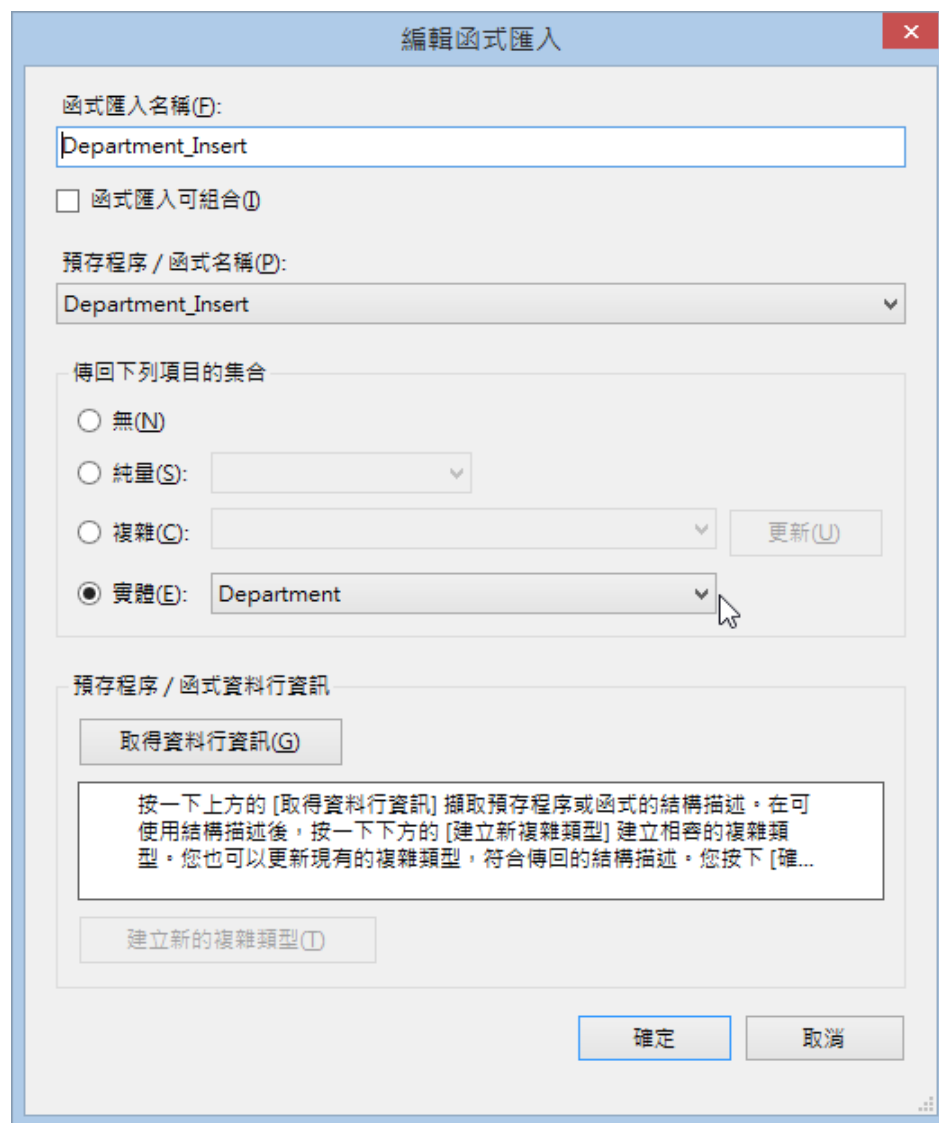 編輯函式匯入
函式匯入名稱(F):
Department_Insert
函式匯入可組合(I)
預存程序 / 函式名稱(P):
Department_Insert
傳回下列項目的集合
無(N)
純量(S):
複雜(C):
更新(U)
實體(E):
Department
預存程序 / 函式資料行資訊
取得資料行資訊(G)
按一下上方的 [取得資料行資訊] 擷取預存程序或函式的結構描述。在可
使用結構描述後，按一下下方的 [建立新複雜類型] 建立相容的複雜類
型。您也可以更新現有的複雜類型，符合傳回的結構描述。您按下 [確...
建立新的複雜類型(T)
確定
取消